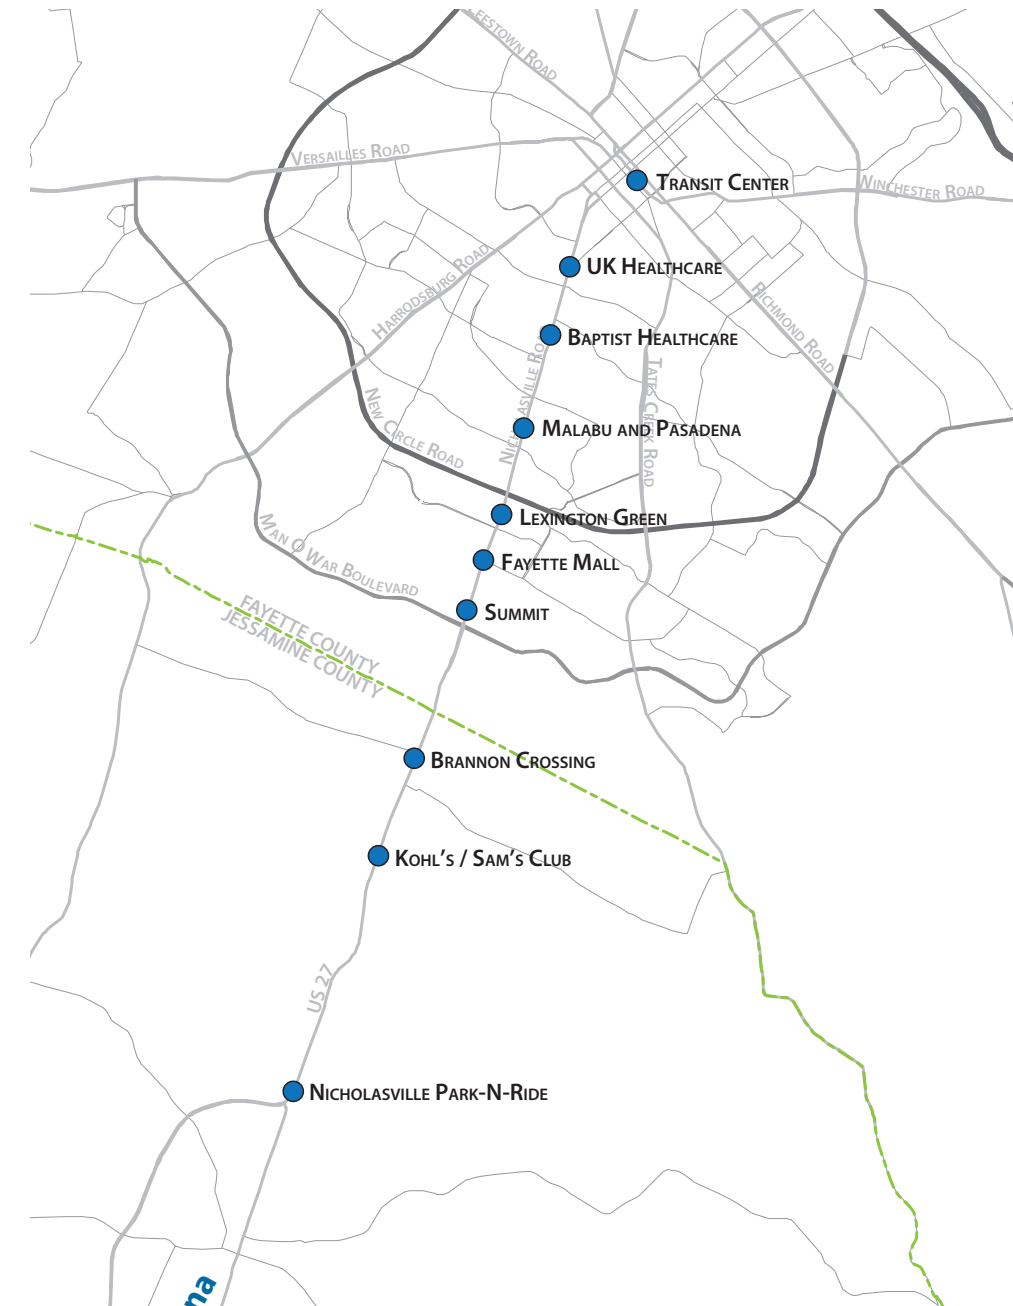 Leestown Road
Versailles Road
Transit Center
Winchester Road
UK Healthcare
Harrodsburg Road
Richmond Road
Baptist Healthcare
Tates Creek Road
New Circle Road
Malabu and Pasadena
Lexington Green
Man O War Boulevard
Fayette Mall
Summit
FAYETTE COUNTY
JESSAMINE COUNTY
Brannon Crossing
Kohl's / Sam's Club
US 27
Nicholasville Park-N-Ride
na